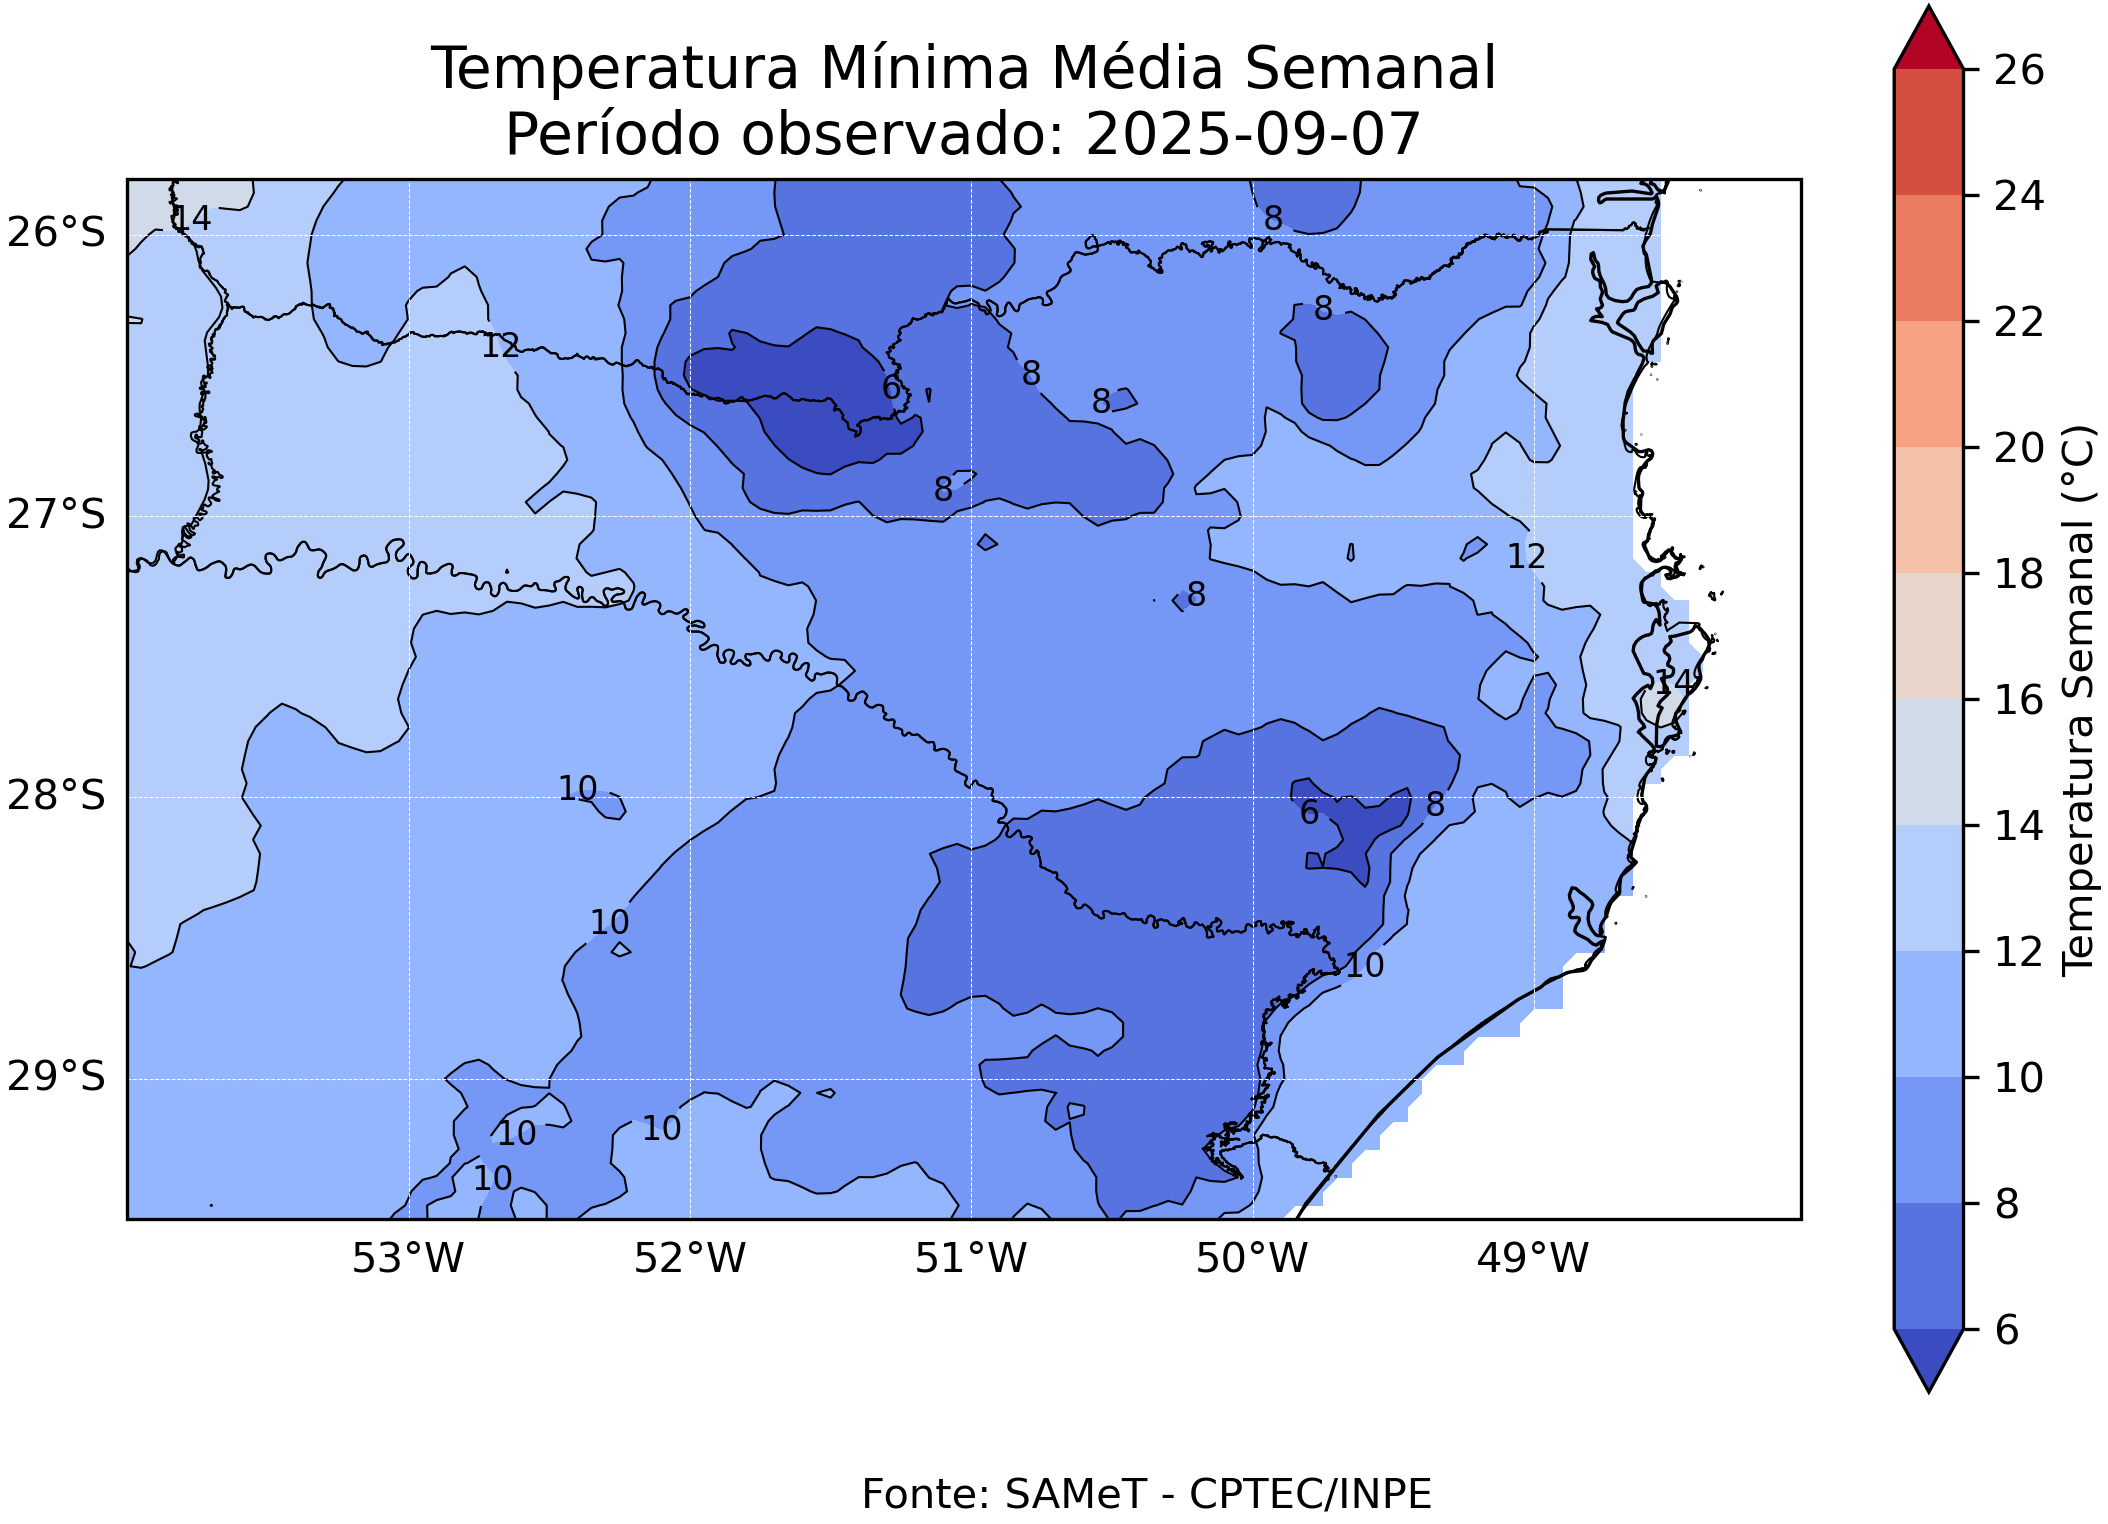 Temperatura Mínima Média Semanal
Período observado: 2025-09-07
26°S
27°S
28°S
29°S
53°W
52°W
51°W
50°W
49°W
14
8
8
12
6
8
8
8
12
8
14
10
6
8
10
10
10
10
10
26
24
22
20
18
16
14
12
10
8
6
Temperatura Semanal (°C)
Fonte: SAMeT - CPTEC/INPE